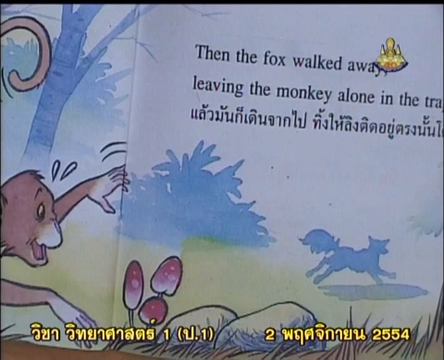 Then the fox walked away,
leaving the monkey alone in the tra
แล้วมันก็เดินจากไป ทิ้งให้ลิงติดอยู่ตรงนั้น
วิชา วิทยาศาสตร์ 1 (ป.1) 2 พฤศจิกายน 2554